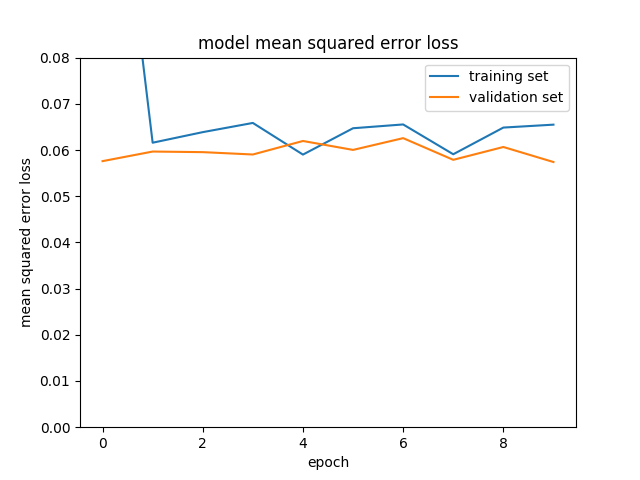 model mean squared error loss
training set
validation set
0.08
0.07
0.06
0.05
0.04
0.03
0.02
0.01
0.00
mean squared error loss
0 2 4 6 8
epoch